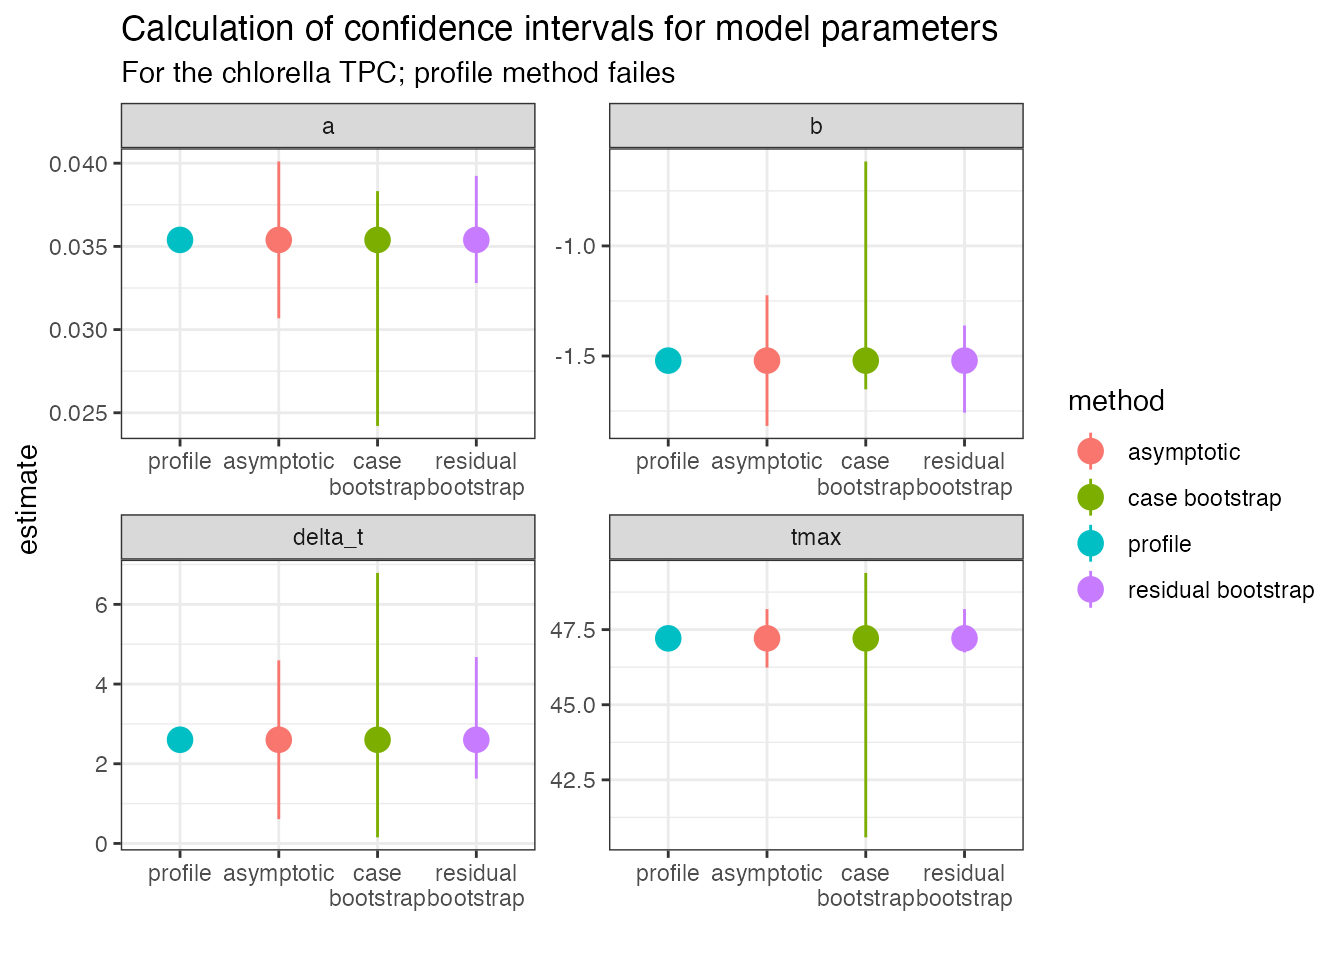 Calculation of confidence intervals for model parameters
For the chlorella TPC; profile method failes
a
b
0.040
0.035
0.030
0.025
-1.0
-1.5
profile asymptotic case residual
bootstrap bootstrap
profile asymptotic case residual
bootstrap bootstrap
estimate
delta_t
tmax
6
4
2
0
47.5
45.0
42.5
profile asymptotic case residual
bootstrap bootstrap
profile asymptotic case residual
bootstrap bootstrap
method
asymptotic
case bootstrap
profile
residual bootstrap